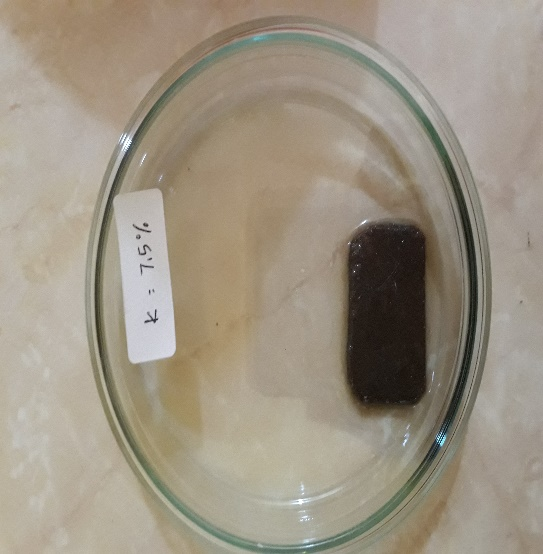 K = 7,5%